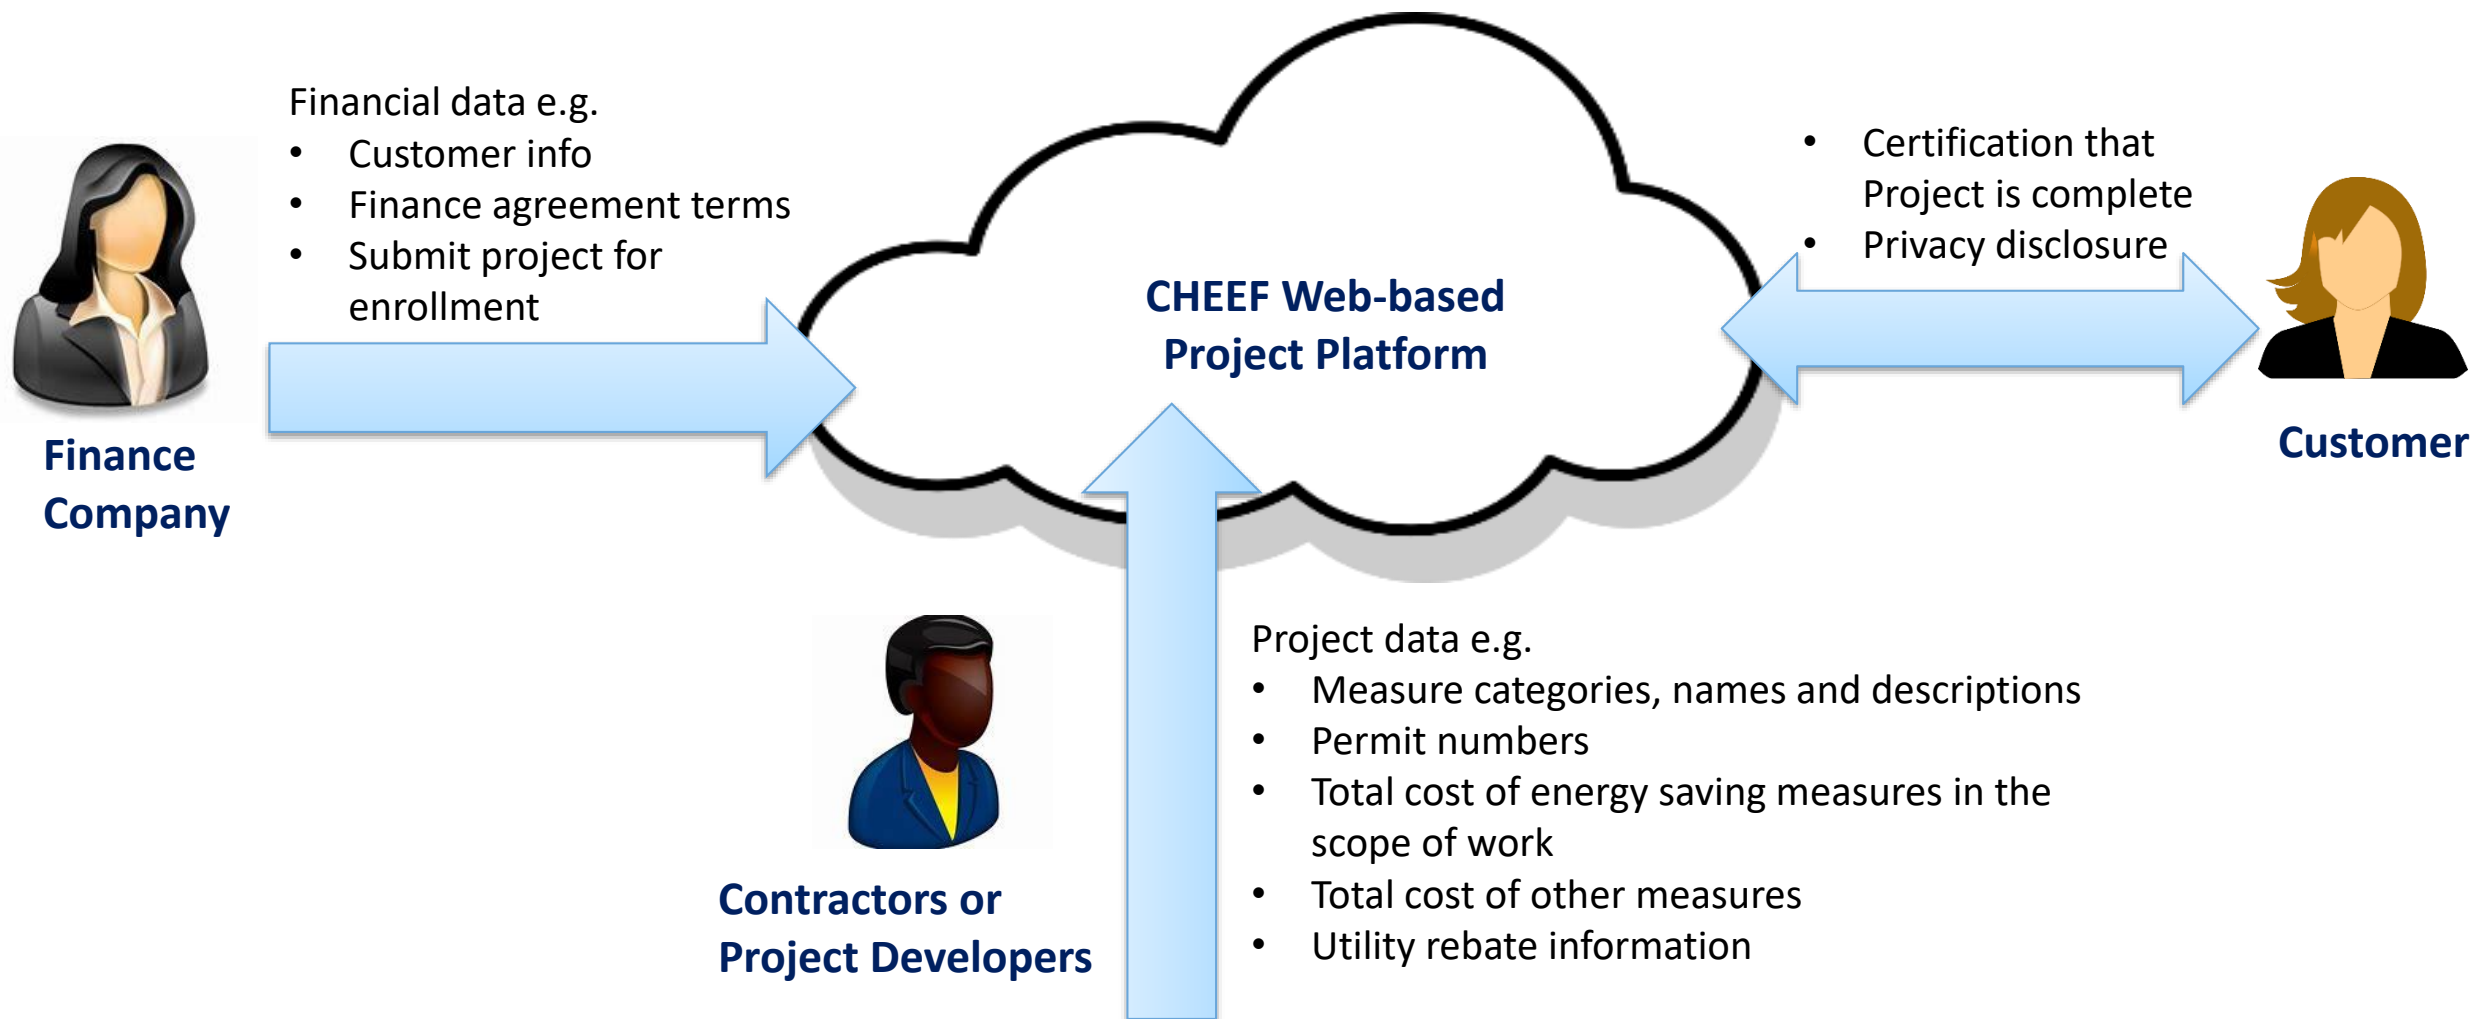 Financial data e.g.
• Customer info
• Finance agreement terms
• Submit project for
enrollment
Finance
Company
CHEEF Web-based
Project Platform
• Certification that
Project is complete
• Privacy disclosure
Customer
Contractors or
Project Developers
Project data e.g.
• Measure categories, names and descriptions
• Permit numbers
• Total cost of energy saving measures in the
scope of work
• Total cost of other measures
• Utility rebate information